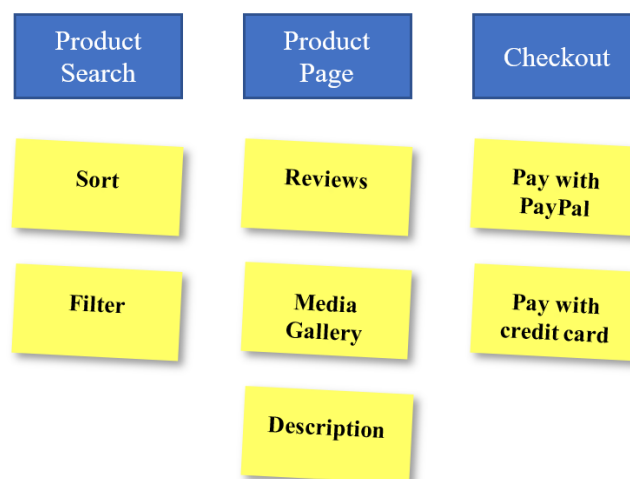 Product
Search
Product
Page
Checkout
Sort
Reviews
Pay with
PayPal
Filter
Media
Gallery
Pay with
credit card
Description